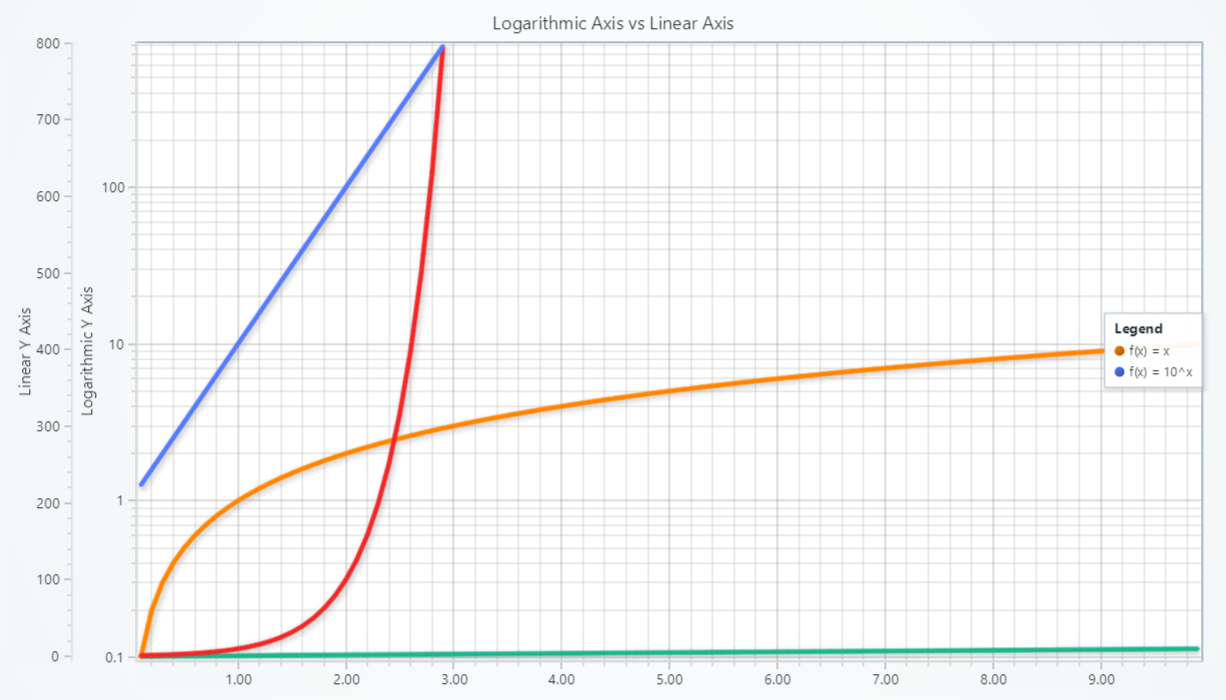 Logarithmic Axis vs Linear Axis
Linear Y Axis
800
700
600
500
400
300
200
100
0
Logarithmic Y Axis
100
10
1
0.1
1.00 2.00 3.00 4.00 5.00 6.00 7.00 8.00 9.00
Legend
f(x) = x
f(x) = 10^x